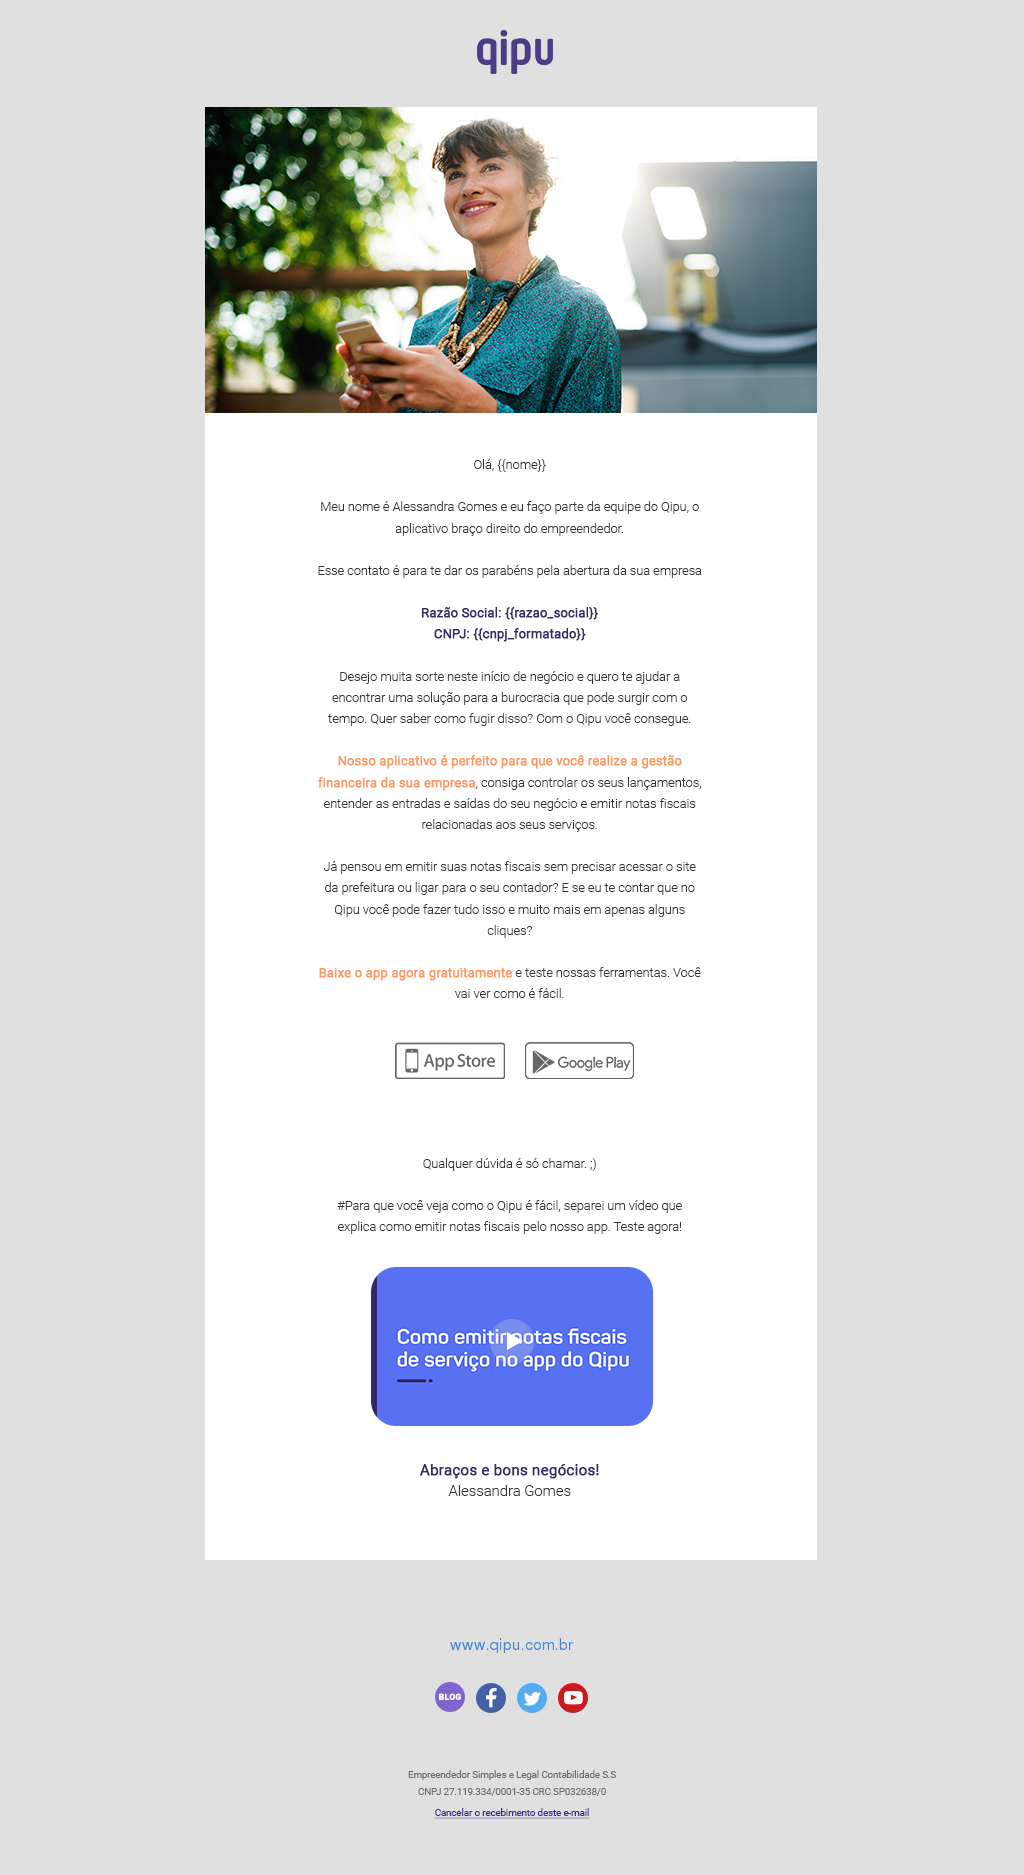 qipu
Olá, {{nome}}
Meu nome é Alessandra Gomes e eu faço parte da equipe do Qipu, o
aplicativo braço direito do empreendedor.
Esse contato é para te dar os parabéns pela abertura da sua empresa
Razão Social: {{razao_social}}
CNPJ: {{cnpj_formatado}}
Desejo muita sorte neste início de negócio e quero te ajudar a
encontrar uma solução para a burocracia que pode surgir com o
tempo. Quer saber como fugir disso? Com o Qipu você consegue.
Nosso aplicativo é perfeito para que você realize a gestão
financeira da sua empresa, consiga controlar os seus lançamentos,
entender as entradas e saídas do seu negócio e emitir notas fiscais
relacionadas aos seus serviços.
Já pensou em emitir suas notas fiscais sem precisar acessar o site
da prefeitura ou ligar para o seu contador? E se eu te contar que no
Qipu você pode fazer tudo isso e muito mais em apenas alguns
cliques?
Baixe o app agora gratuitamente e teste nossas ferramentas. Você
vai ver como é fácil.
App Store
Google Play
Qualquer dúvida é só chamar. ;)
#Para que você veja como o Qipu é fácil, separei um vídeo que
explica como emitir notas fiscais pelo nosso app. Teste agora!
Como emitir notas fiscais
de serviço no app do Qipu
Abraços e bons negócios!
Alessandra Gomes
www.qipu.com.br
BLOG
Empreendedor Simples e Legal Contabilidade S.S
CNPJ 27.119.334/0001-35 CRC SP032638/0
Cancelar o recebimento deste e-mail